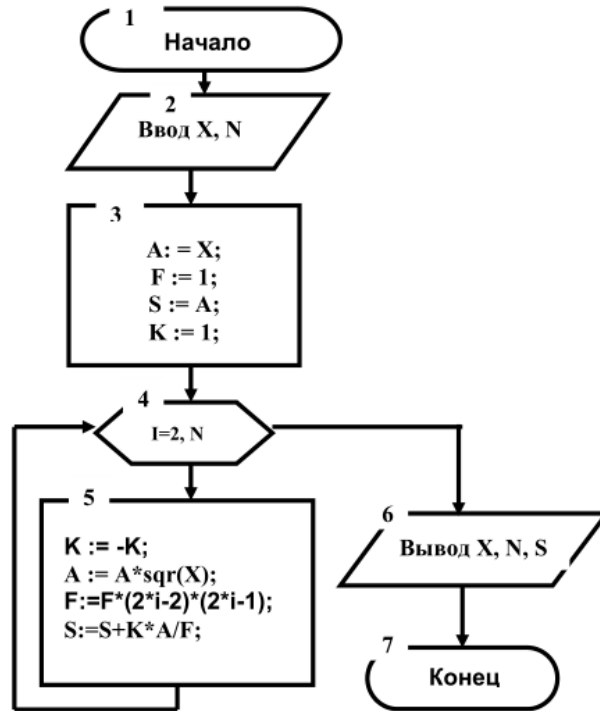 1
Начало
2
Ввод X, N
3
A: = X;
F := 1;
S := A;
K := 1;
4
I=2, N
5
K := -K;
A := A*sqr(X);
F:=F*(2*i-2)*(2*i-1);
S:=S+K*A/F;
6
Вывод X, N, S
7
Конец